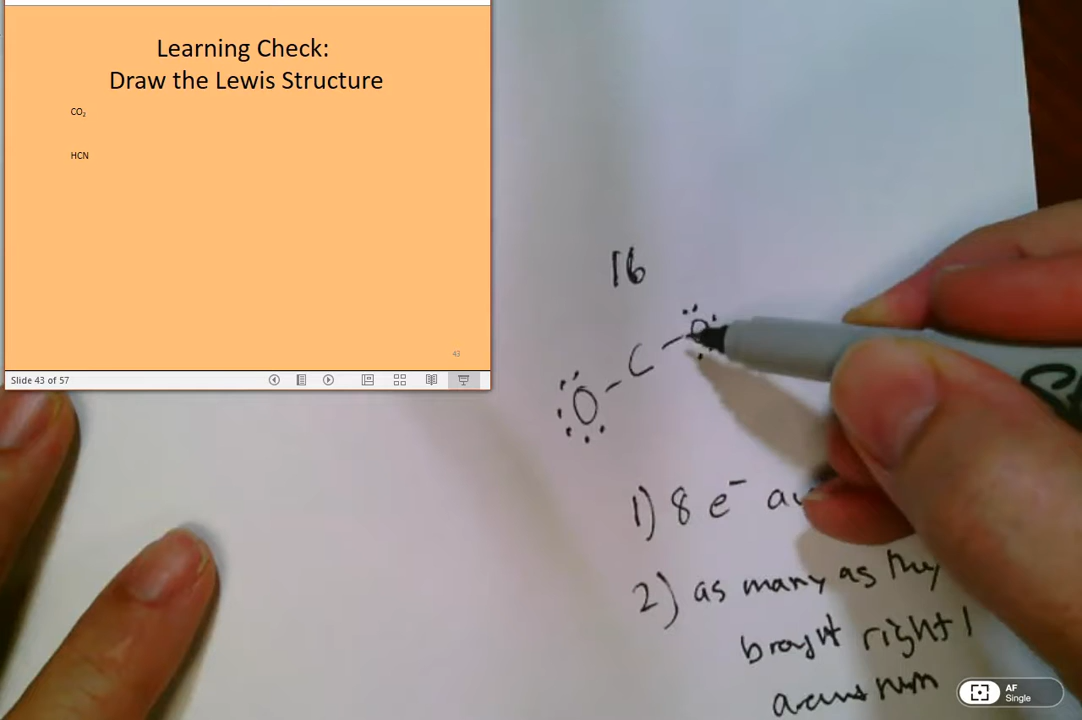 Learning Check:
Draw the Lewis Structure
CO₂
HCN
43
Slide 43 of 57
16
O - C - O
1) 8 e⁻
2) as many as they
right
AF
Single